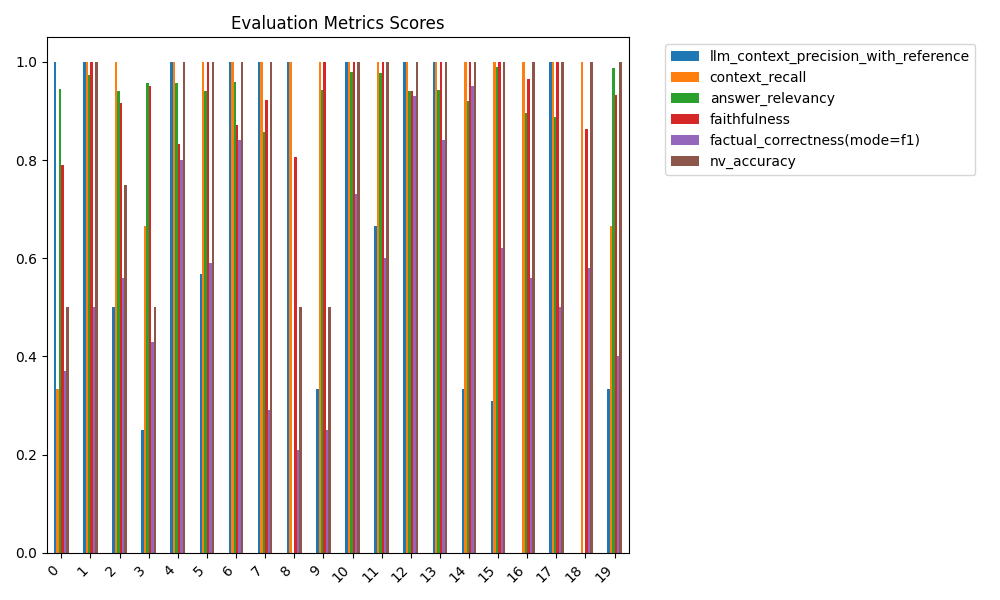 Evaluation Metrics Scores
1.0
0.8
0.6
0.4
0.2
0.0
0 1 2 3 4 5 6 7 8 9 10 11 12 13 14 15 16 17 18 19
llm_context_precision_with_reference
context_recall
answer_relevancy
faithfulness
factual_correctness(mode=f1)
nv_accuracy